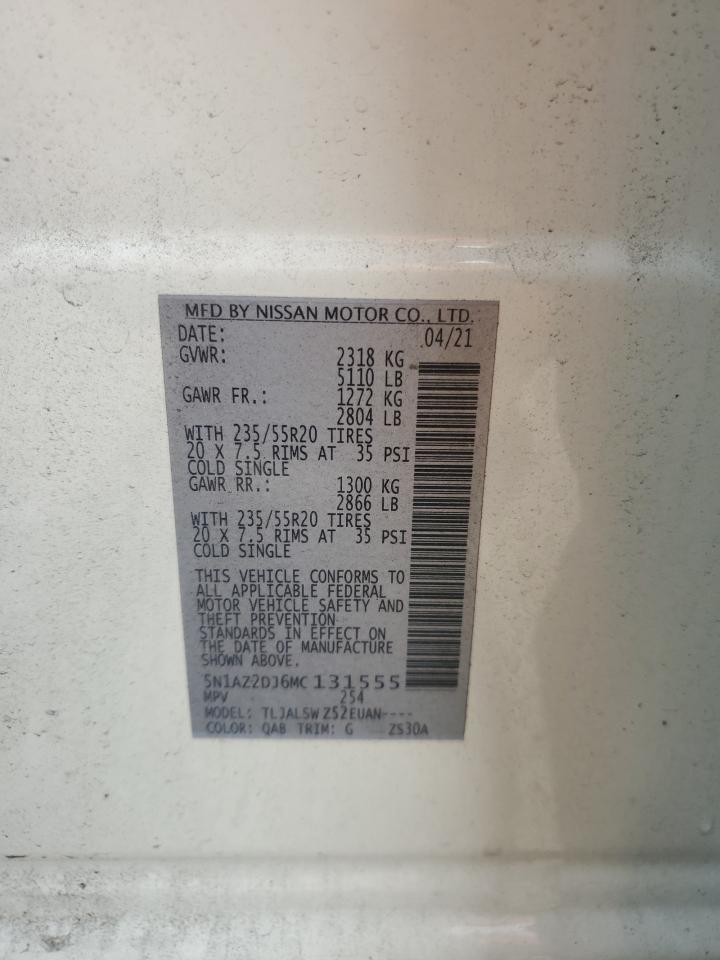 MFD BY NISSAN MOTOR CO., LTD.
DATE: 04/21
GVWR: 2318 KG
5110 LB
GAWR FR.: 1272 KG
2804 LB
WITH 235/55R20 TIRES
20 X 7.5 RIMS AT 35 PSI
COLD SINGLE
GAWR RR.: 1300 KG
2866 LB
WITH 235/55R20 TIRES
20 X 7.5 RIMS AT 35 PSI
COLD SINGLE
THIS VEHICLE CONFORMS TO
ALL APPLICABLE FEDERAL
MOTOR VEHICLE SAFETY AND
THEFT PREVENTION
STANDARDS IN EFFECT ON
THE DATE OF MANUFACTURE
SHOWN ABOVE.
5N1AZ2DJ6MC131555
MPV 254
MODEL: TLJALSWZ52EUAN----
COLOR: QAB TRIM: G ZS30A